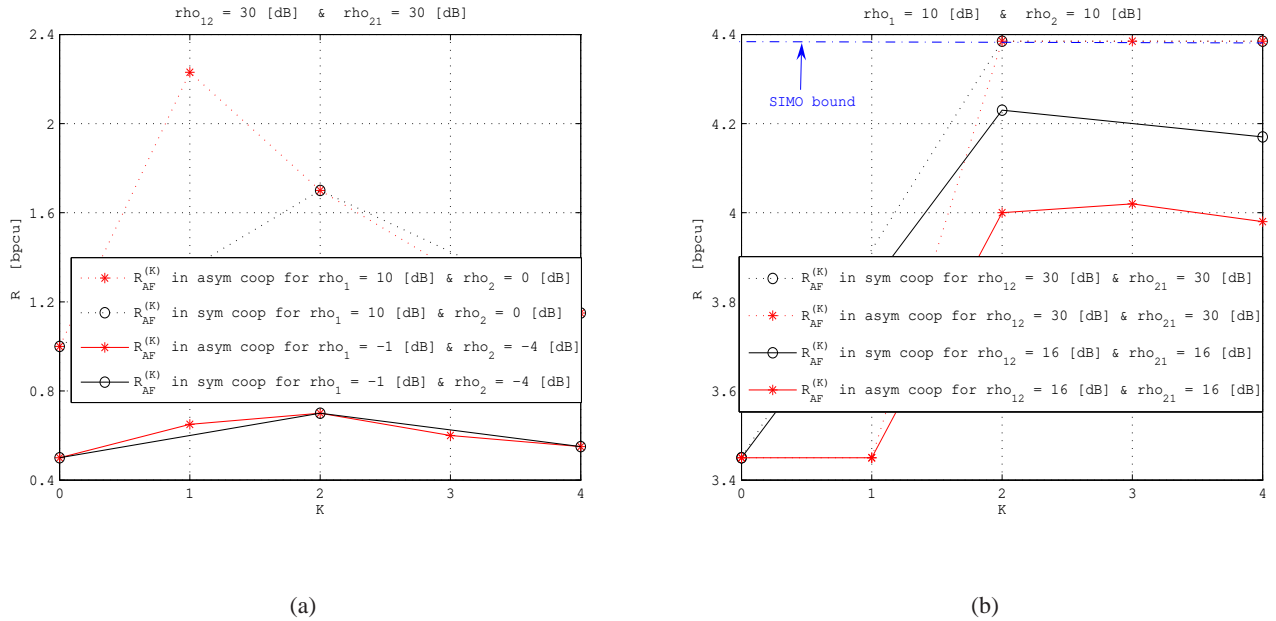 rho12 = 30 [dB] & rho21 = 30 [dB]
2.4
2
1.6
1.2
0.8
0.4
R [bpcu]
R_AF^(K) in asym coop for rho1 = 10 [dB] & rho2 = 0 [dB]
R_AF^(K) in sym coop for rho1 = 10 [dB] & rho2 = 0 [dB]
R_AF^(K) in asym coop for rho1 = −1 [dB] & rho2 = −4 [dB]
R_AF^(K) in sym coop for rho1 = −1 [dB] & rho2 = −4 [dB]
0 1 2 3 4
K
(a)
rho1 = 10 [dB] & rho2 = 10 [dB]
4.4
4.2
4
3.8
3.6
3.4
R [bpcu]
SIMO bound
R_AF^(K) in sym coop for rho12 = 30 [dB] & rho21 = 30 [dB]
R_AF^(K) in asym coop for rho12 = 30 [dB] & rho21 = 30 [dB]
R_AF^(K) in sym coop for rho12 = 16 [dB] & rho21 = 16 [dB]
R_AF^(K) in asym coop for rho12 = 16 [dB] & rho21 = 16 [dB]
0 1 2 3 4
K
(b)